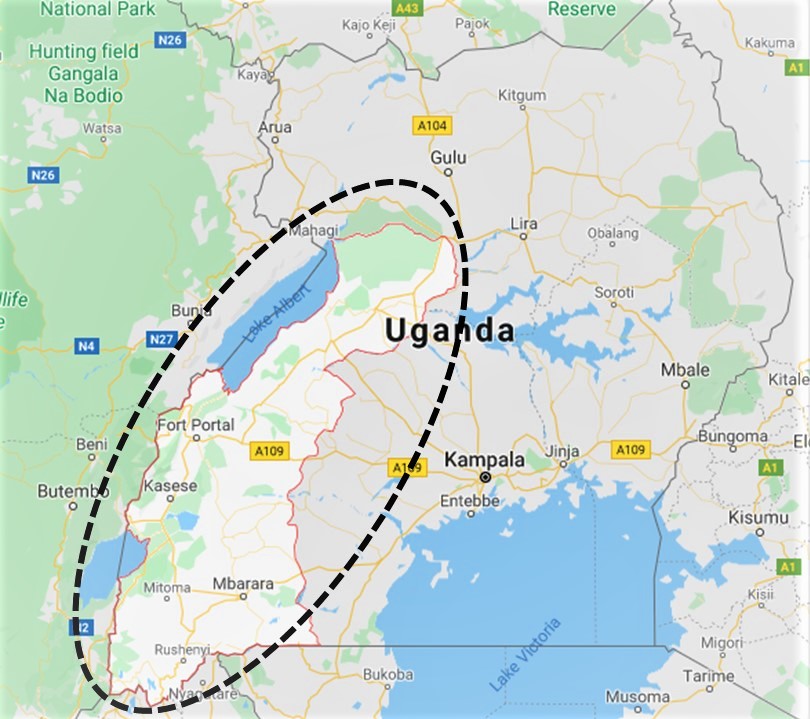 National Park
N26
A43
Reserve
Kajo Keji
Pajok
Kakuma
A1
Hunting field
Gangala
Na Bodio
Kaya
Kitgum
Watsa
Arua
A104
N26
Gulu
Mahagi
Lira
Obalang
Lake Albert
Soroti
Bunia
Uganda
N4
N27
Mbale
Kitale
Fort Portal
Beni
A109
A109
Kampala
Jinja
A109
Bungoma
A1
Butembo
Kasese
Entebbe
Kisumu
A1
Mitoma
Mbarara
Kisii
N2
Rushenyi
Lake Victoria
Migori
Nyagatare
Bukoba
Tarime
Musoma